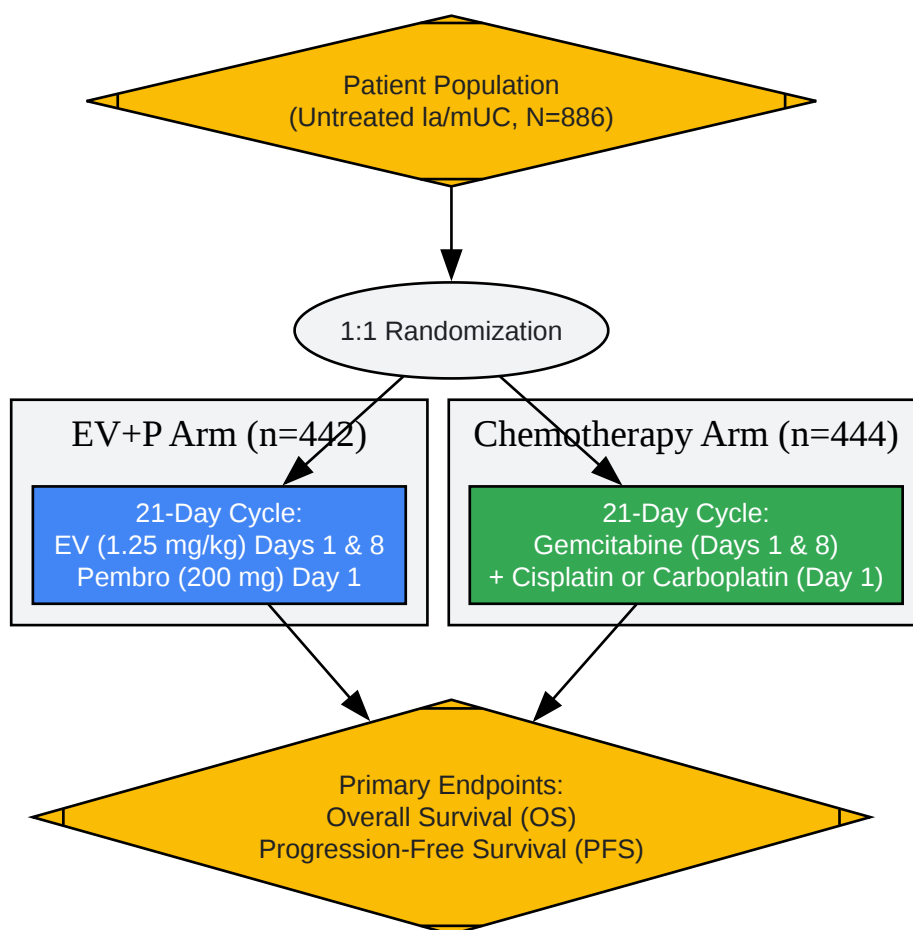 Patient Population
(Untreated la/mUC, N=886)
1:1 Randomization
EV+P Arm (n=442)
21-Day Cycle:
EV (1.25 mg/kg) Days 1 & 8
Pembro (200 mg) Day 1
Chemotherapy Arm (n=444)
21-Day Cycle:
Gemcitabine (Days 1 & 8)
+ Cisplatin or Carboplatin (Day 1)
Primary Endpoints:
Overall Survival (OS)
Progression-Free Survival (PFS)